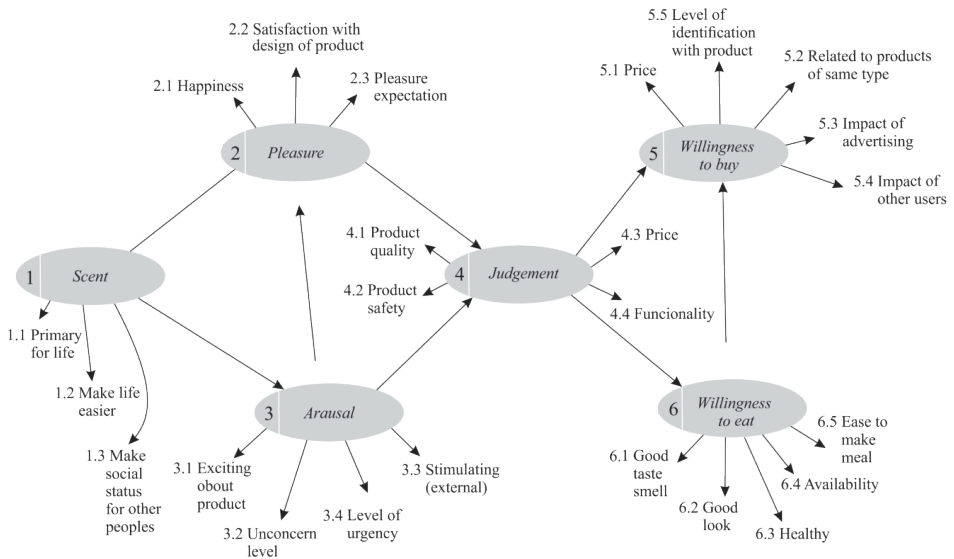 2.2 Satisfaction with
design of product
2.1 Happiness
2.3 Pleasure
expectation
2
Pleasure
5.5 Level of
identification
with product
5.1 Price
5.2 Related to products
of same type
5.3 Impact of
advertising
5.4 Impact of
other users
5
Willingness
to buy
1
Scent
1.1 Primary
for life
1.2 Make life
easier
1.3 Make
social
status
for other
peoples
4.1 Product
quality
4.2 Product
safety
4
Judgement
4.3 Price
4.4 Funcionality
3
Arausal
3.1 Exciting
obout
product
3.2 Unconcern
level
3.4 Level of
urgency
3.3 Stimulating
(external)
6
Willingness
to eat
6.1 Good
taste
smell
6.2 Good
look
6.3 Healthy
6.4 Availability
6.5 Ease to
make
meal